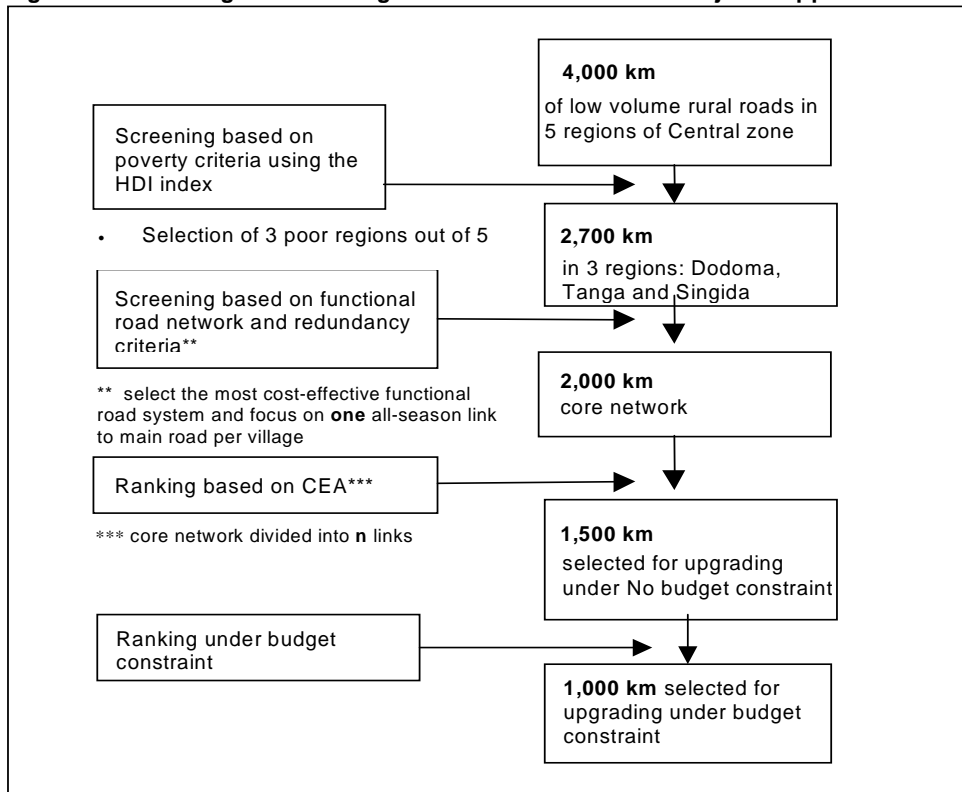 4,000 km
of low volume rural roads in
5 regions of Central zone
Screening based on
poverty criteria using the
HDI index
• Selection of 3 poor regions out of 5
2,700 km
in 3 regions: Dodoma,
Tanga and Singida
Screening based on functional
road network and redundancy
criteria**
** select the most cost-effective functional
road system and focus on one all-season link
to main road per village
2,000 km
core network
Ranking based on CEA***
*** core network divided into n links
1,500 km
selected for upgrading
under No budget constraint
Ranking under budget
constraint
1,000 km selected for
upgrading under budget
constraint